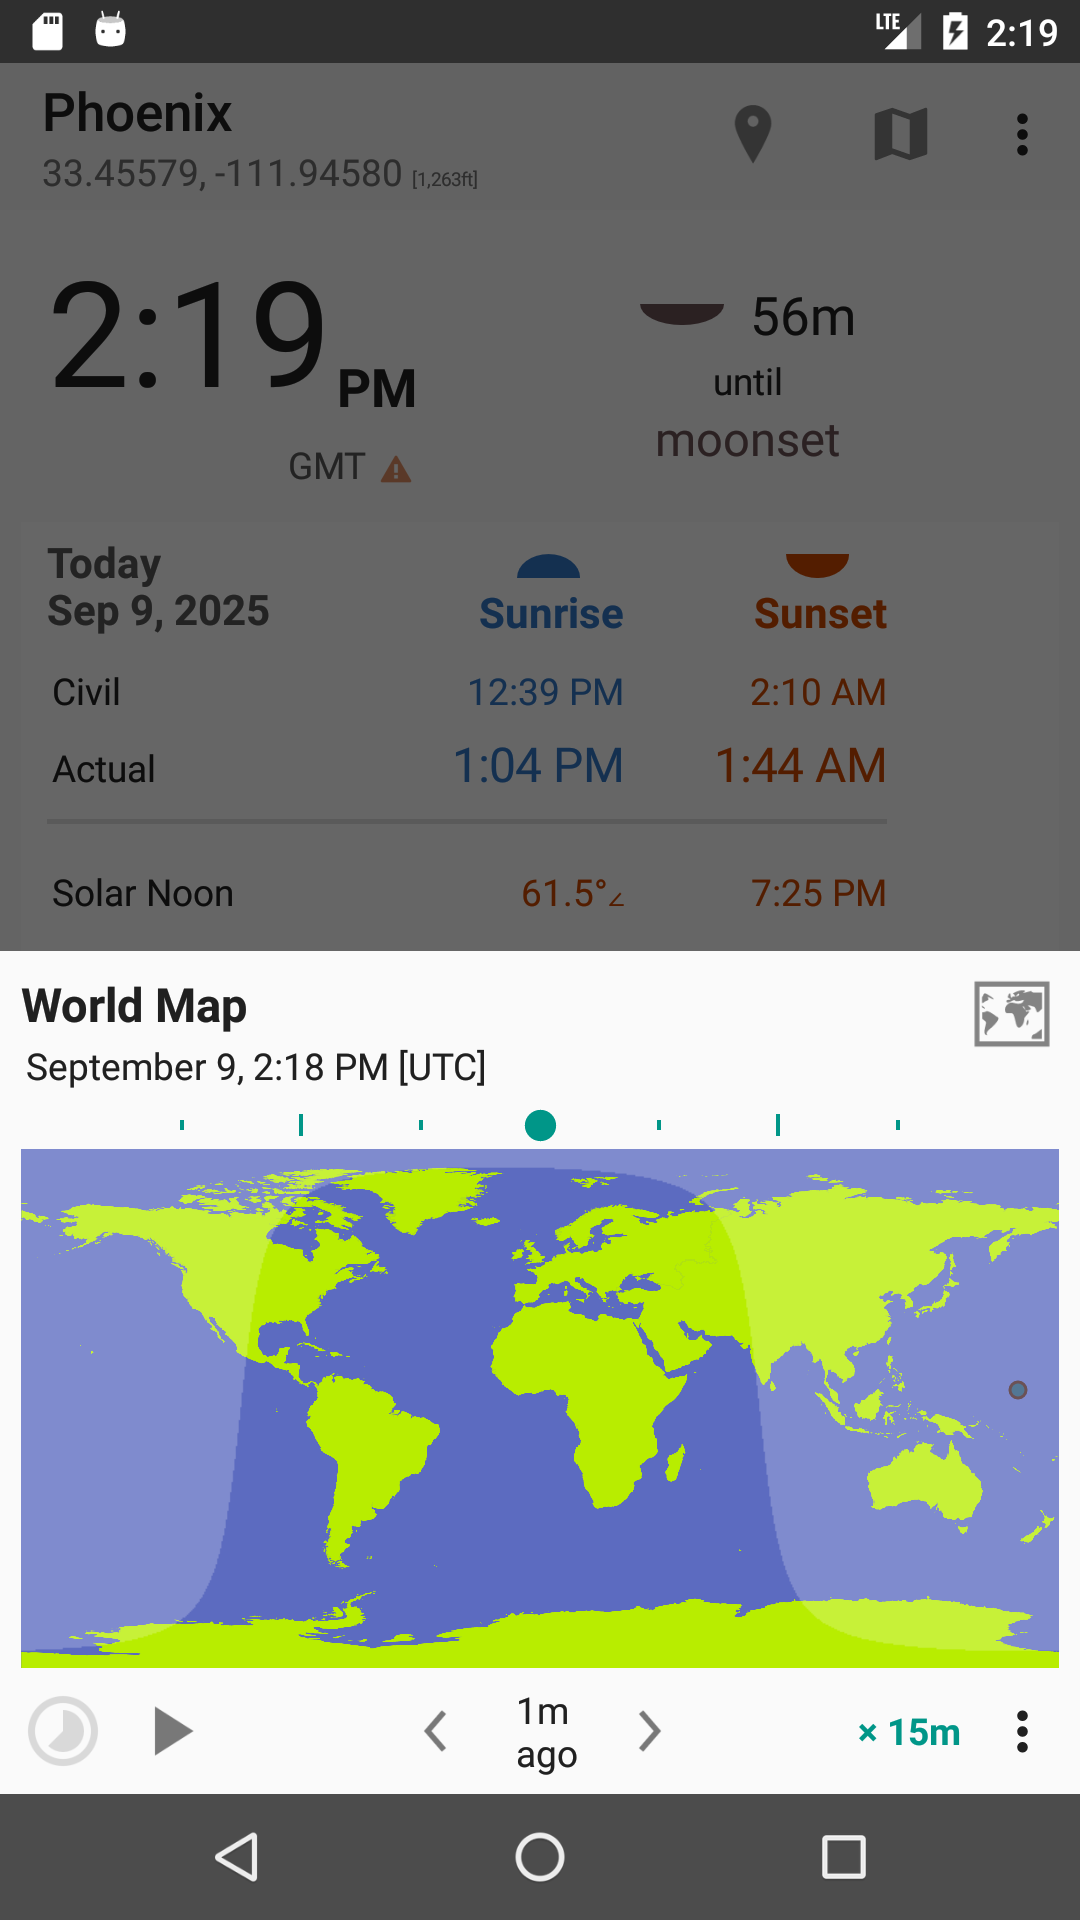 LTE 2:19
Phoenix
33.45579, -111.94580 [1,263ft]
2:19 PM
GMT
56m
until
moonset
Today
Sep 9, 2025
Sunrise Sunset
Civil 12:39 PM 2:10 AM
Actual 1:04 PM 1:44 AM
Solar Noon 61.5°∠ 7:25 PM
World Map
September 9, 2:18 PM [UTC]
1m
ago
× 15m